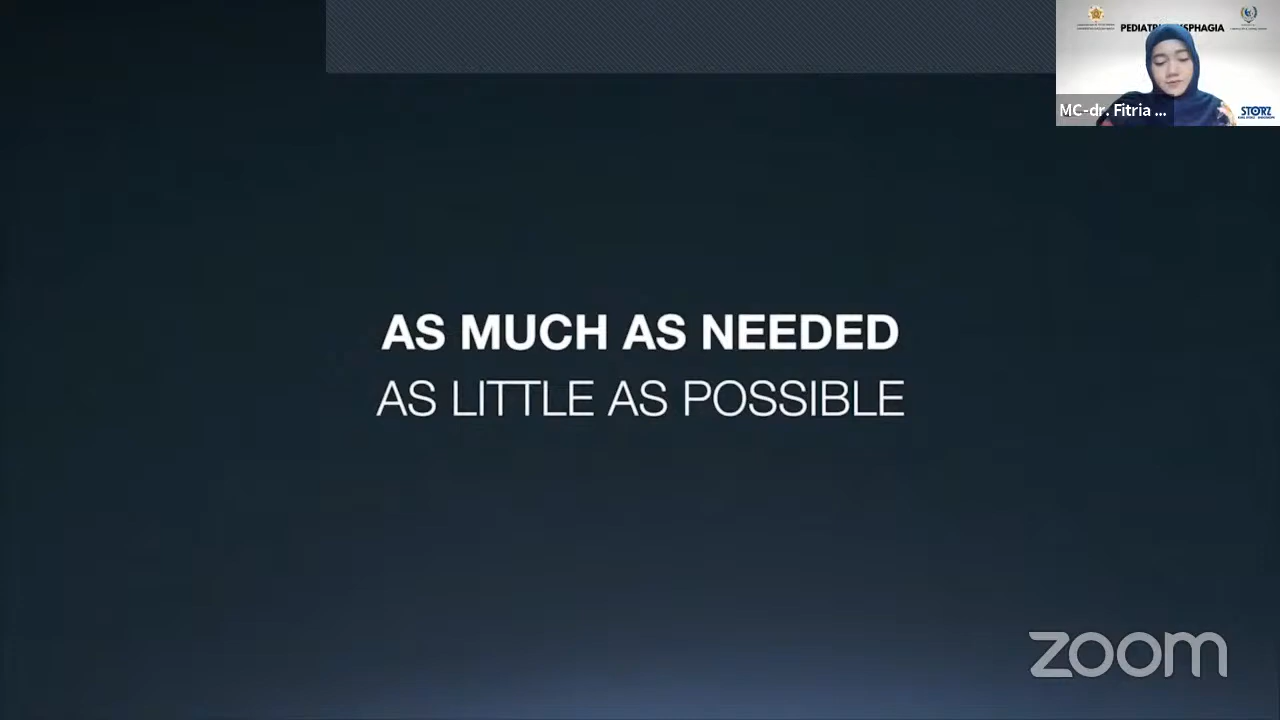 PEDIATRIC DYSPHAGIA
MC-dr. Fitria ...
STORZ
AS MUCH AS NEEDED
AS LITTLE AS POSSIBLE
zoom